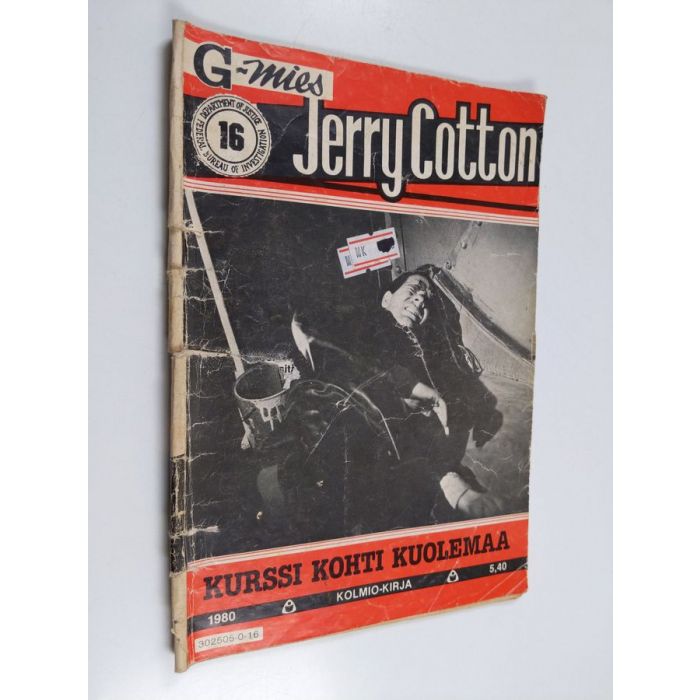 G-mies
Jerry Cotton
DEPARTMENT OF JUSTICE
16
FEDERAL BUREAU OF INVESTIGATION
KURSSI KOHTI KUOLEMAA
1980
KOLMIO-KIRJA
5,40
302505-0-16